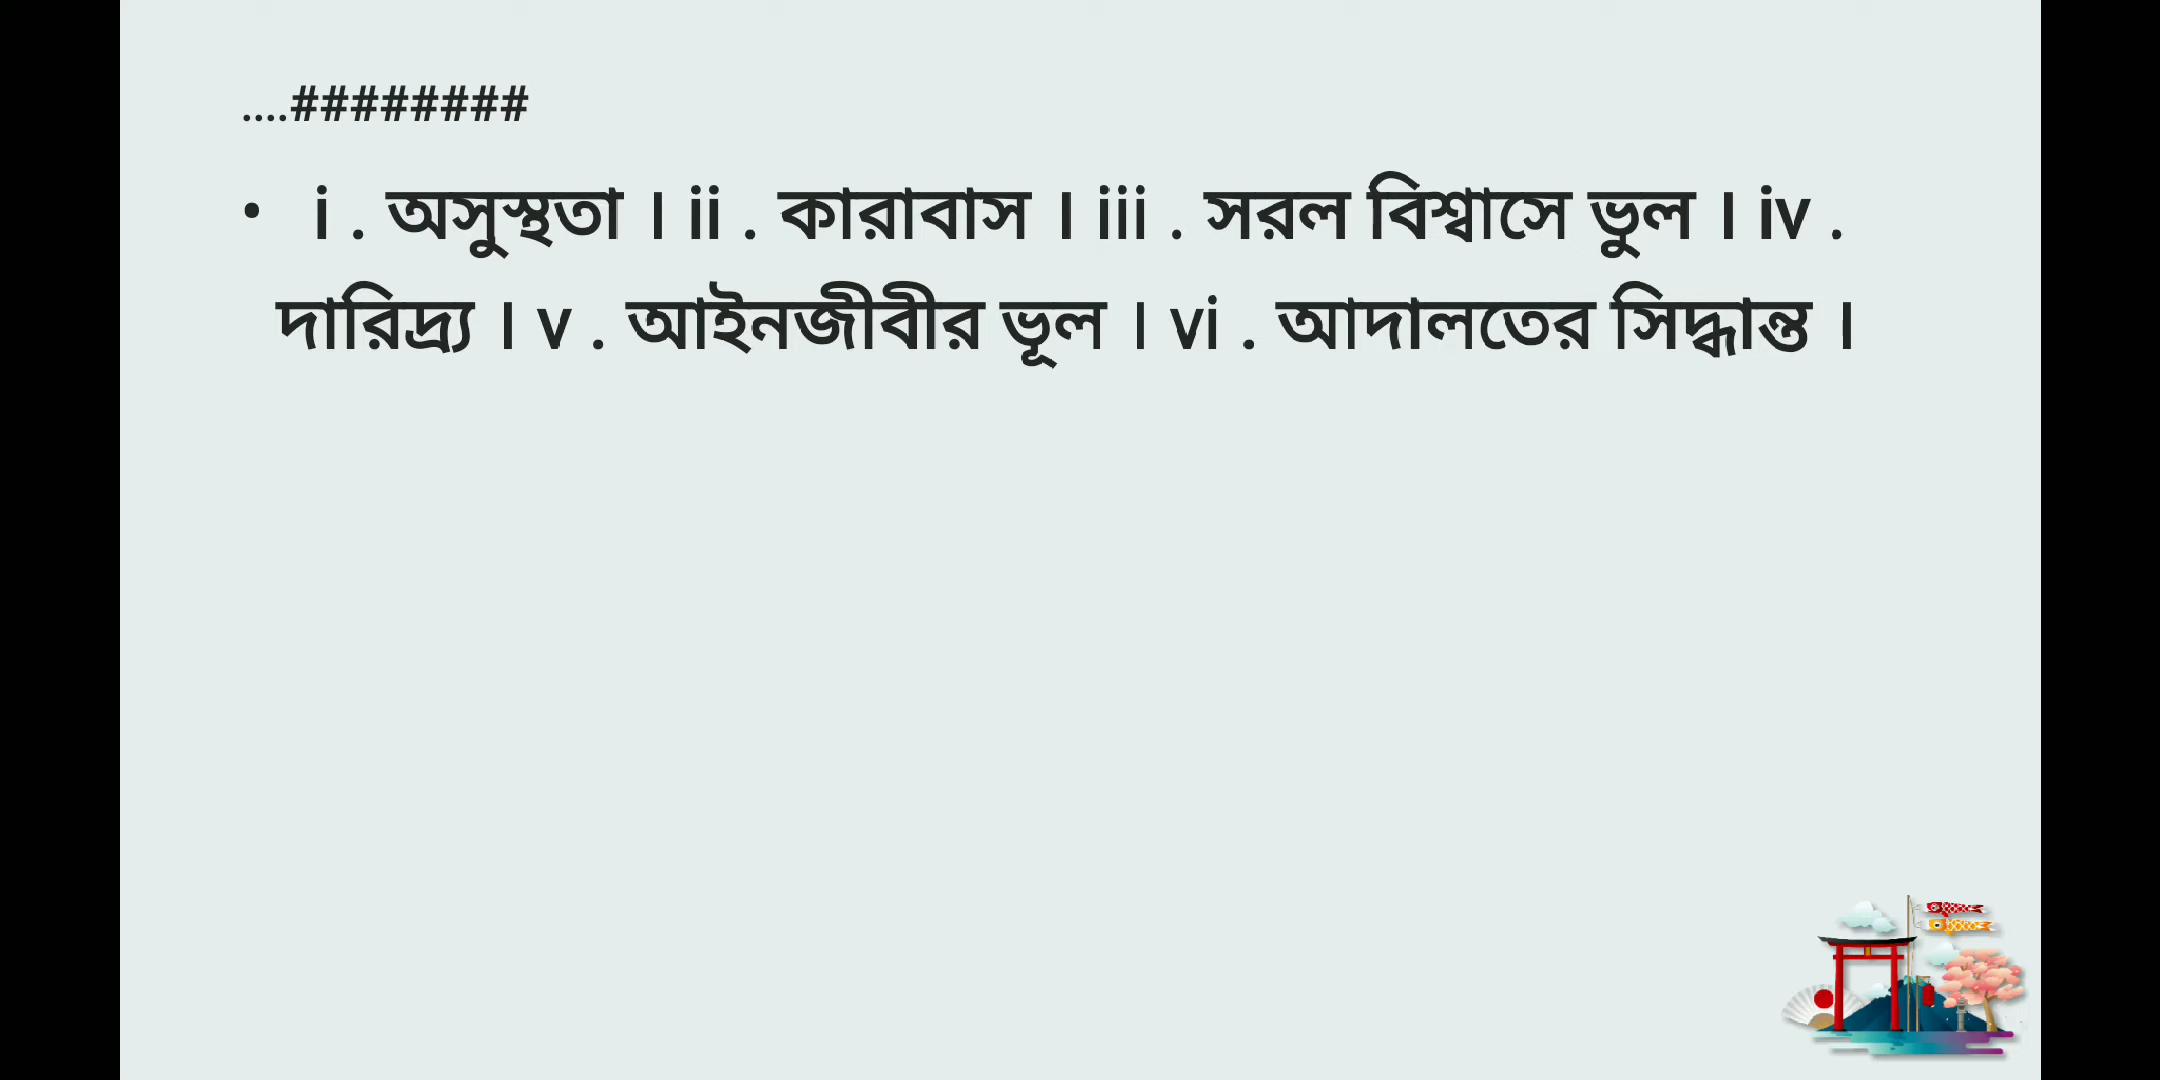 ....########
• i . অসুস্থতা । ii . কারাবাস । iii . সরল বিশ্বাসে ভুল । iv .
দারিদ্র্য । v . আইনজীবীর ভূল । vi . আদালতের সিদ্ধান্ত ।